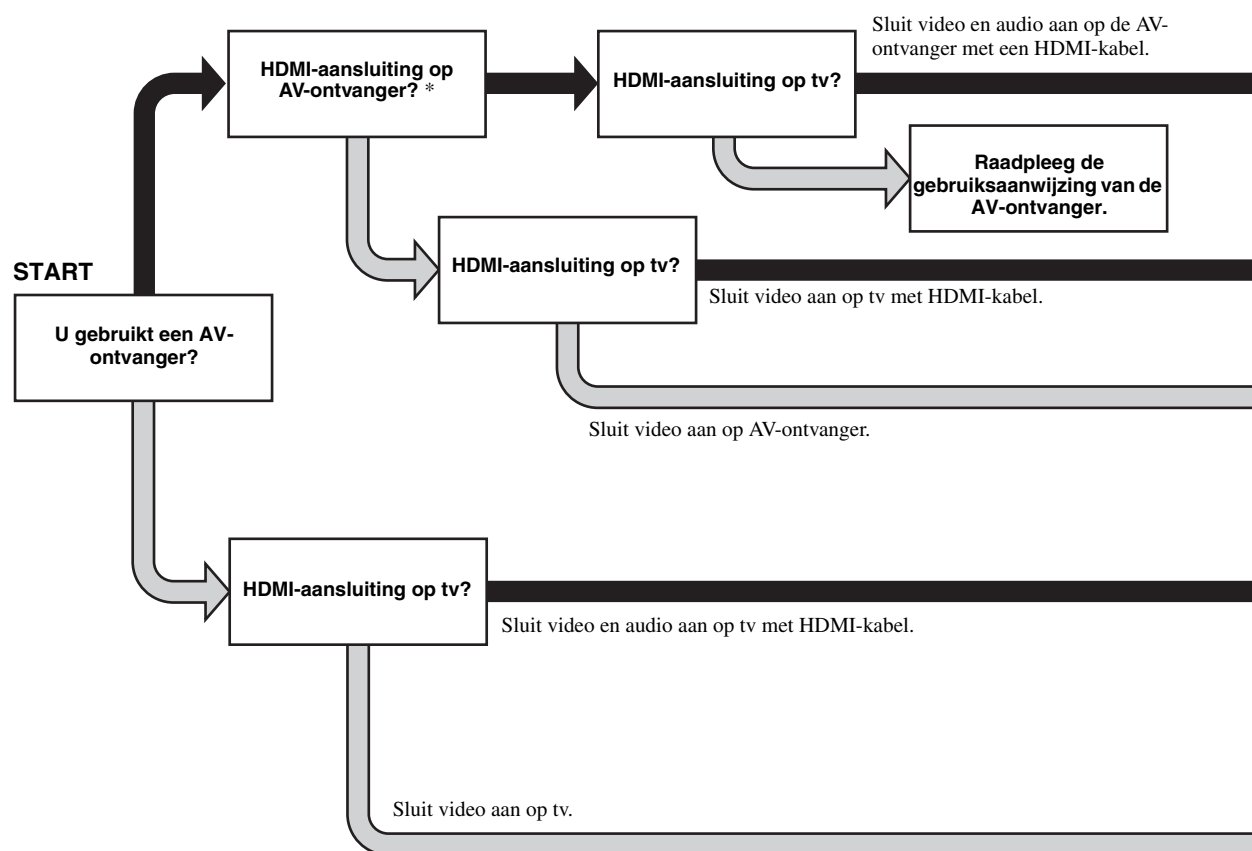 Sluit video en audio aan op de AV-
ontvanger met een HDMI-kabel.
HDMI-aansluiting op
AV-ontvanger? *
HDMI-aansluiting op tv?
Raadpleeg de
gebruiksaanwijzing van de
AV-ontvanger.
HDMI-aansluiting op tv?
START
Sluit video aan op tv met HDMI-kabel.
U gebruikt een AV-
ontvanger?
Sluit video aan op AV-ontvanger.
HDMI-aansluiting op tv?
Sluit video en audio aan op tv met HDMI-kabel.
Sluit video aan op tv.